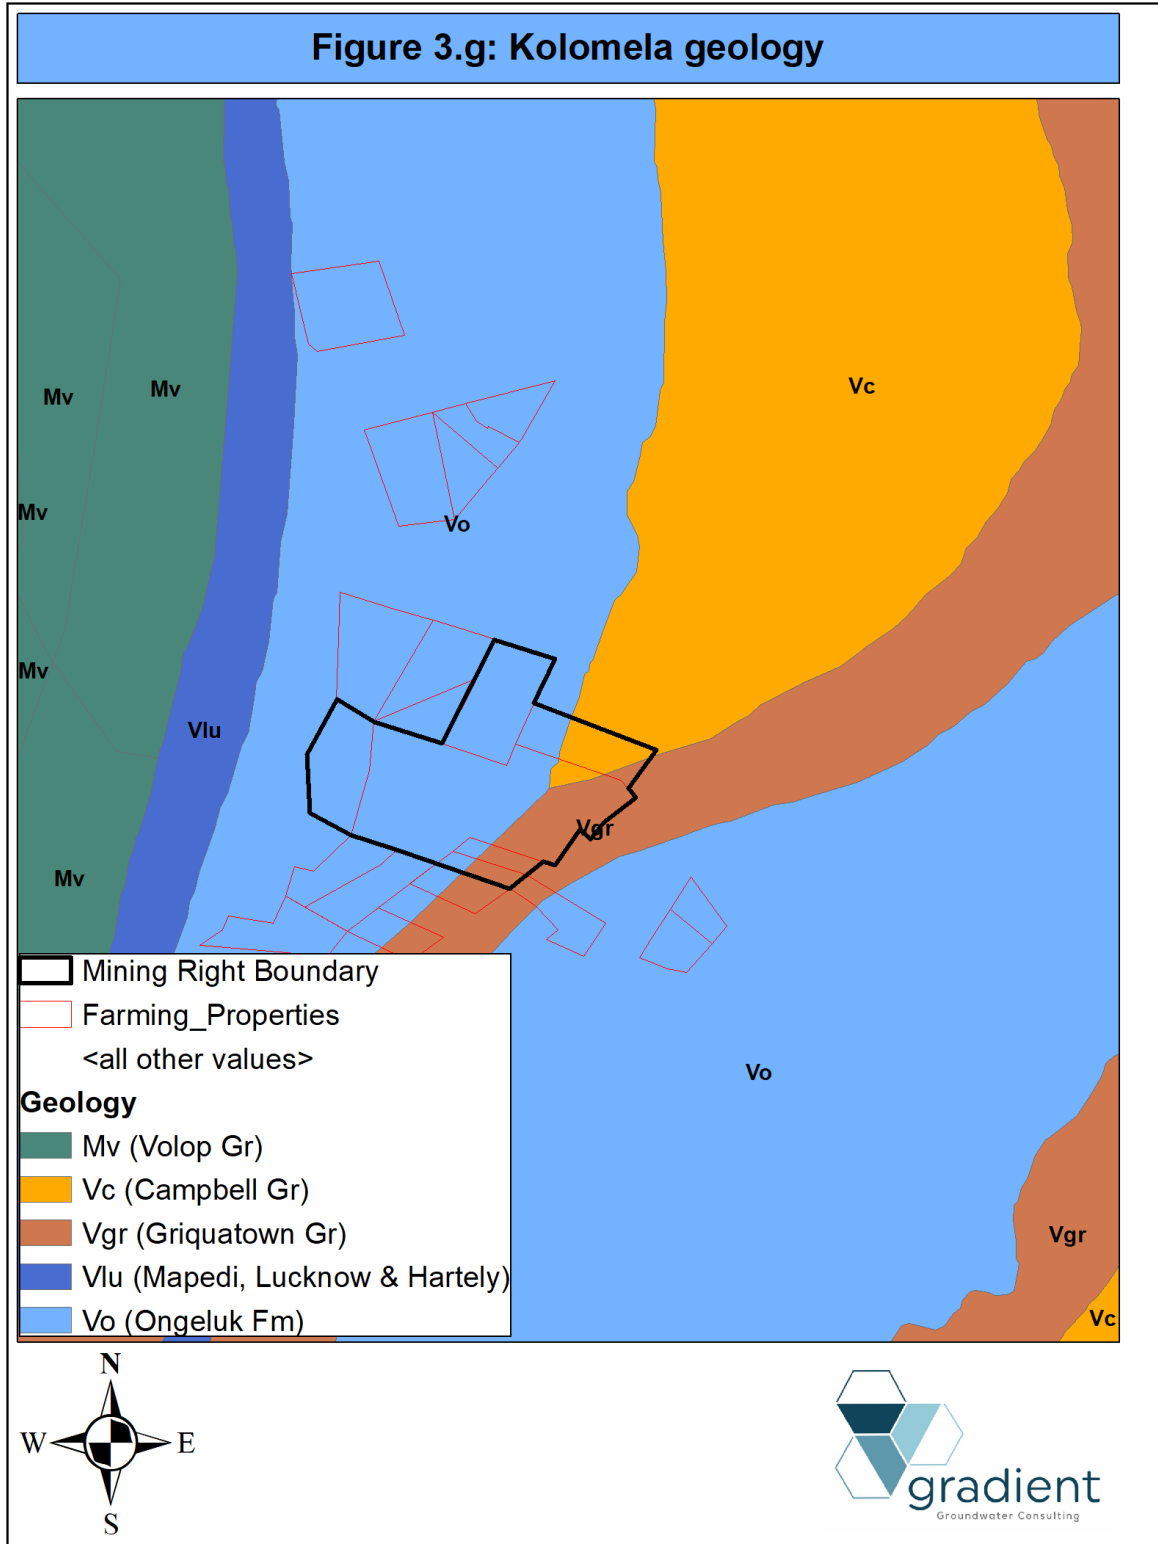 Figure 3.g: Kolomela geology
Mv
Mv
Vc
Mv
Vo
Mv
Vlu
Vgr
Mv
Vo
Vgr
Vc
Mining Right Boundary
Farming_Properties
<all other values>
Geology
Mv (Volop Gr)
Vc (Campbell Gr)
Vgr (Griquatown Gr)
Vlu (Mapedi, Lucknow & Hartely)
Vo (Ongeluk Fm)
N
W E
S
gradient
Groundwater Consulting